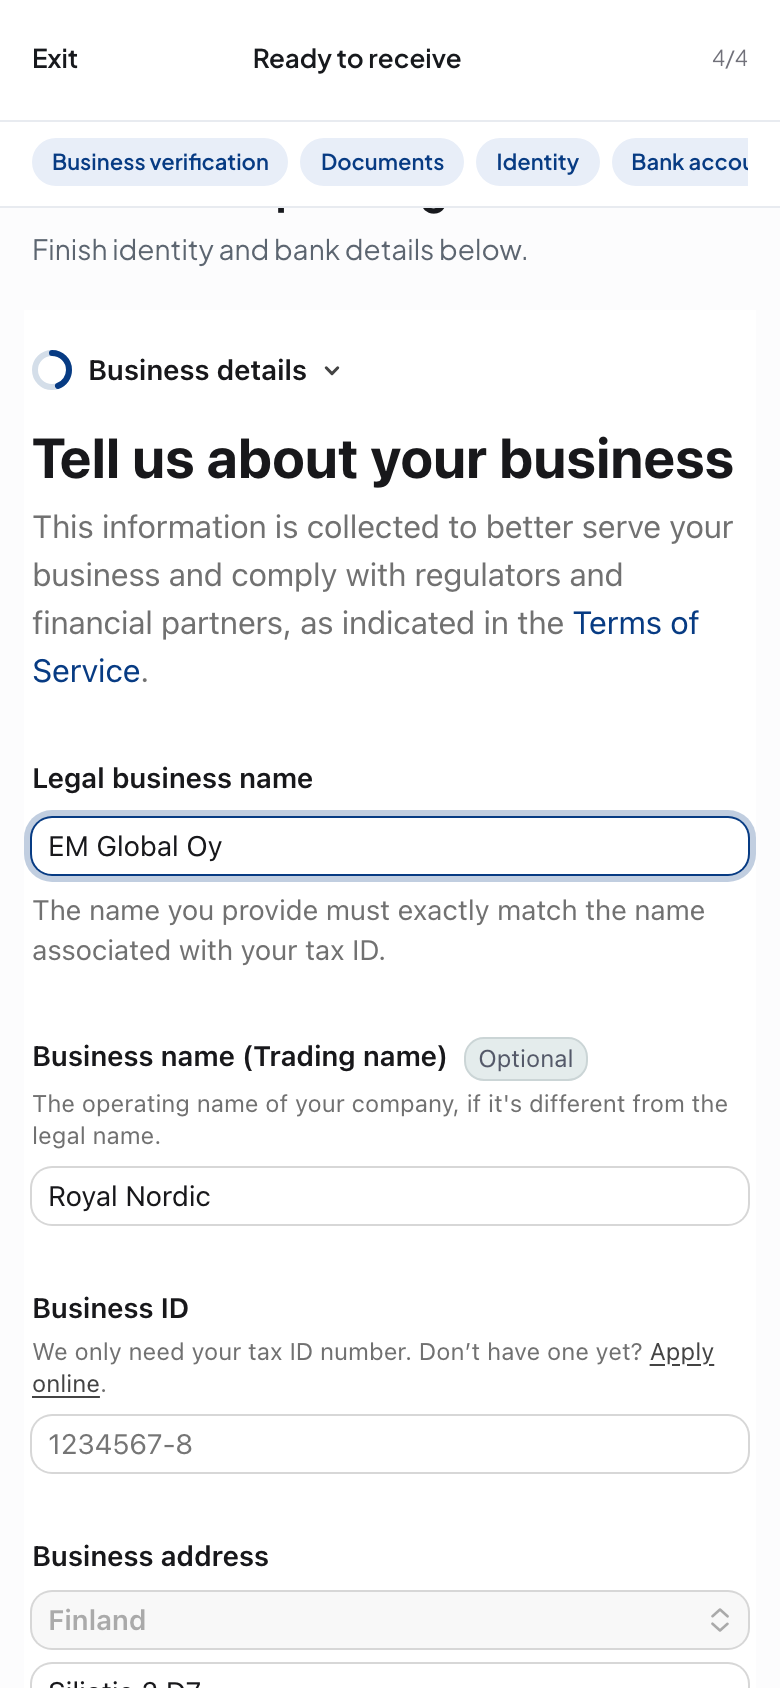 Exit
Ready to receive
4/4
Business verification
Documents
Identity
Bank accou
Finish identity and bank details below.
Business details
Tell us about your business
This information is collected to better serve your
business and comply with regulators and
financial partners, as indicated in the Terms of
Service.
Legal business name
EM Global Oy
The name you provide must exactly match the name
associated with your tax ID.
Business name (Trading name) Optional
The operating name of your company, if it's different from the
legal name.
Royal Nordic
Business ID
We only need your tax ID number. Don’t have one yet? Apply
online.
1234567-8
Business address
Finland